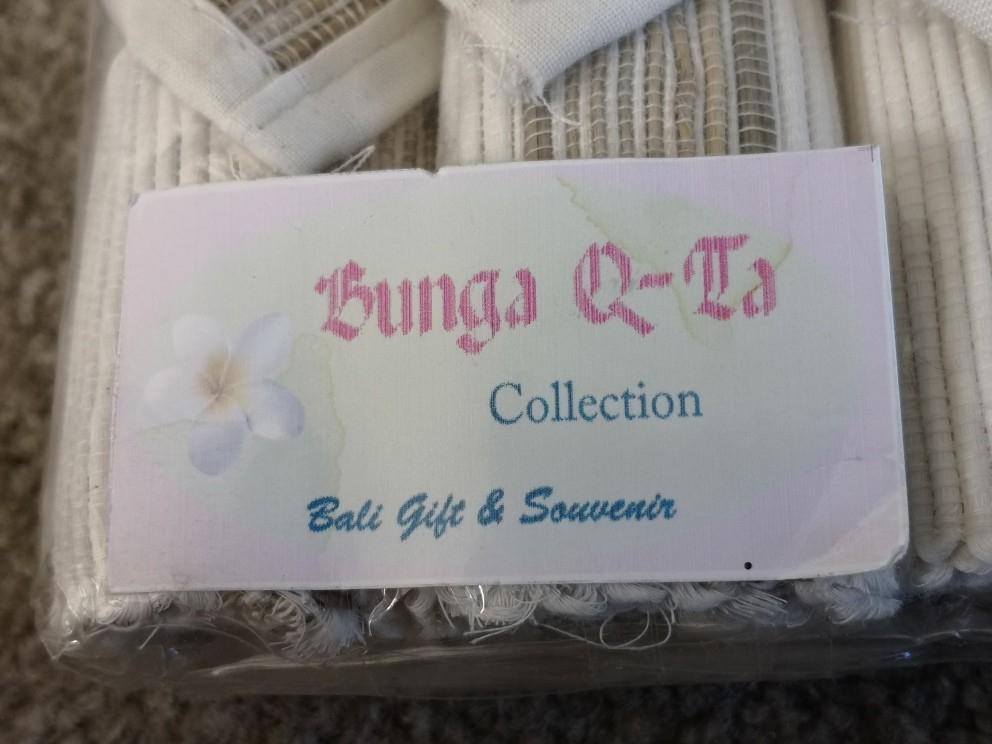 Bunga Q-Ta
Collection
Bali Gift & Souvenir